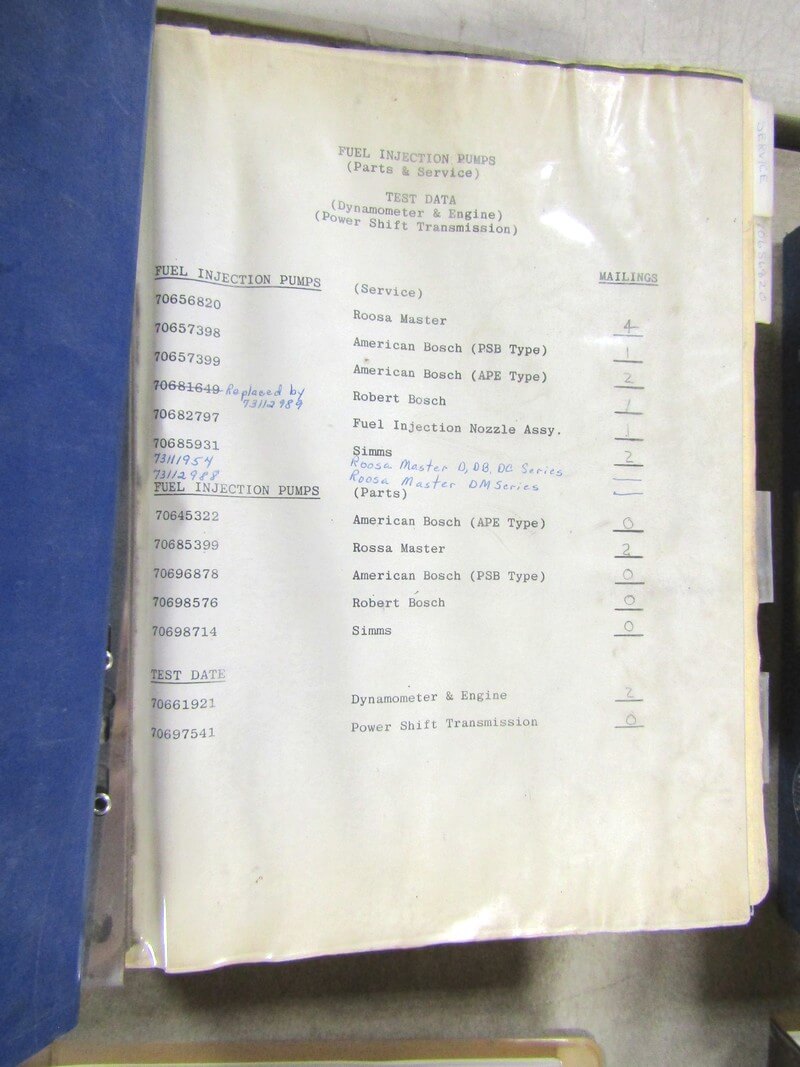 FUEL INJECTION PUMPS
(Parts & Service)
TEST DATA
(Dynamometer & Engine)
(Power Shift Transmission)
FUEL INJECTION PUMPS (Service) MAILINGS
70656820 Roosa Master 4
70657398 American Bosch (PSB Type) 1
70657399 American Bosch (APE Type) 2
70681649 Replaced by 73112989 Robert Bosch 1
70682797 Fuel Injection Nozzle Assy. 1
70685931 Simms 2
73111954 Roosa Master D, DB, DC Series
73112988 Roosa Master DM Series
FUEL INJECTION PUMPS (Parts)
70645322 American Bosch (APE Type) 0
70685399 Rossa Master 2
70696878 American Bosch (PSB Type) 0
70698576 Robert Bosch 0
70698714 Simms 0
TEST DATE
70661921 Dynamometer & Engine 2
70697541 Power Shift Transmission 0
SERVICE
70656820